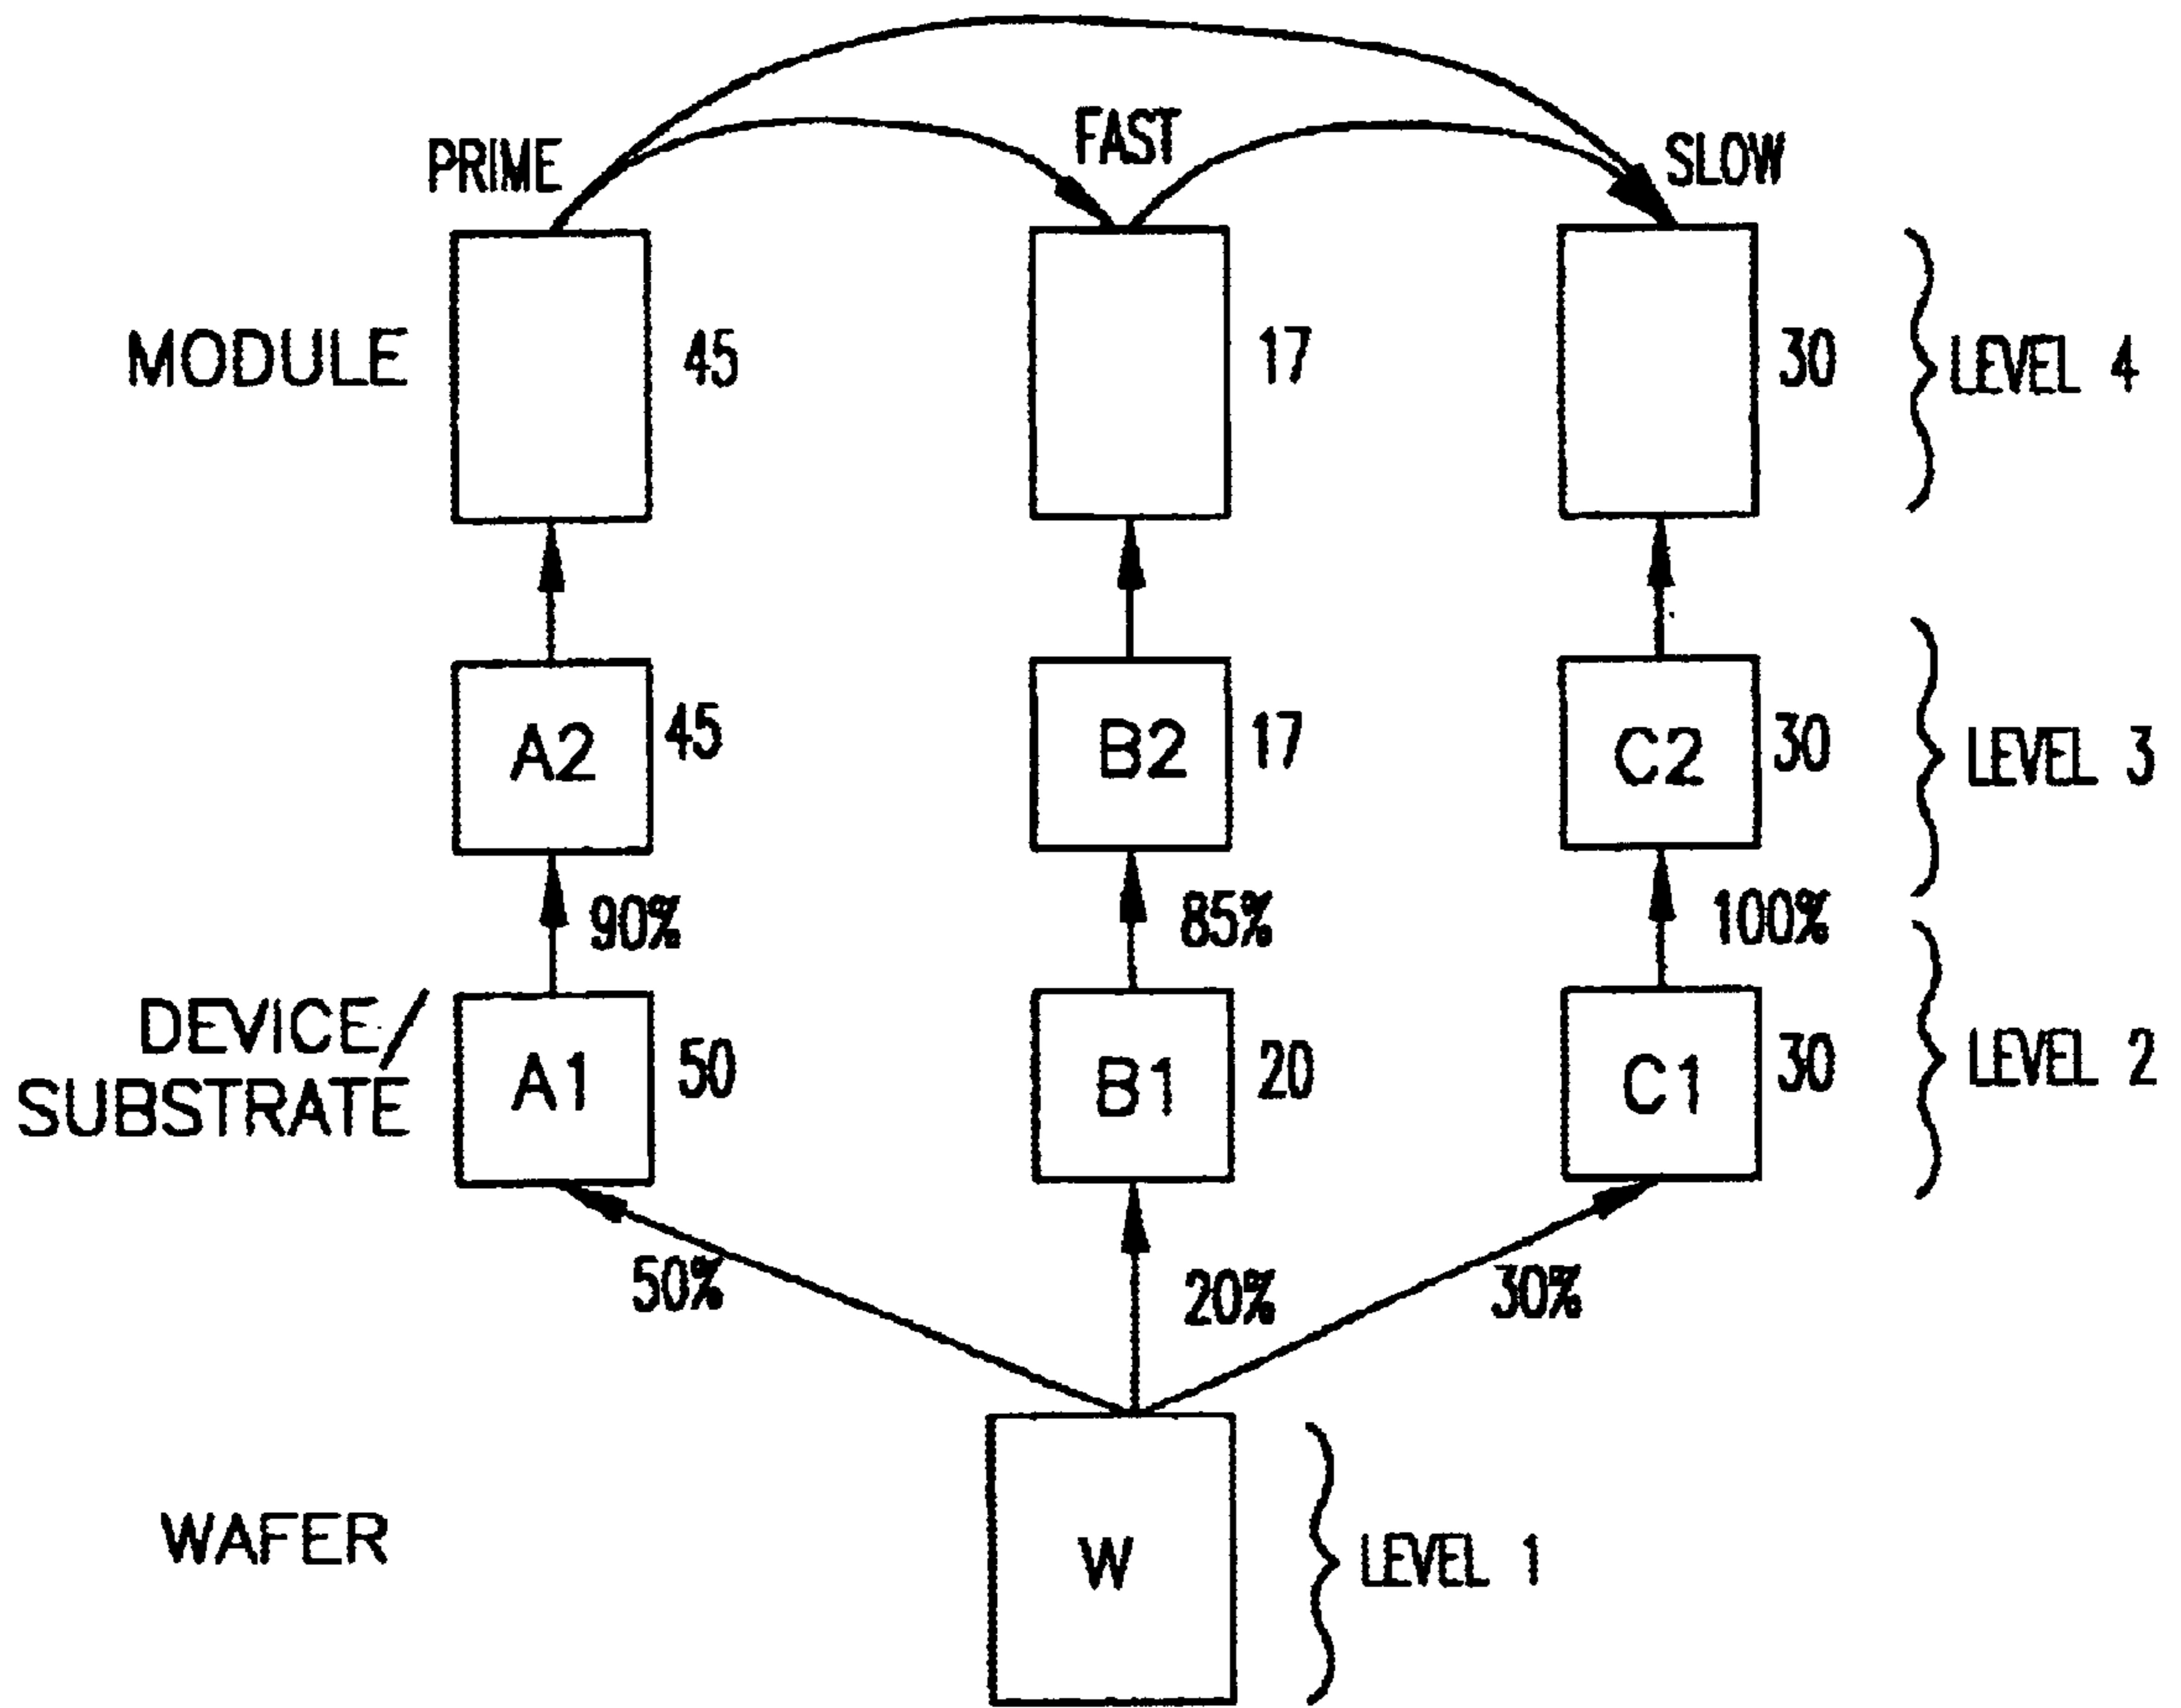 PRIME
FAST
SLOW
MODULE
45
17
30
LEVEL 4
A2
45
B2
17
C2
30
LEVEL 3
90%
85%
100%
DEVICE/
SUBSTRATE
A1
50
B1
20
C1
30
LEVEL 2
50%
20%
30%
WAFER
W
LEVEL 1